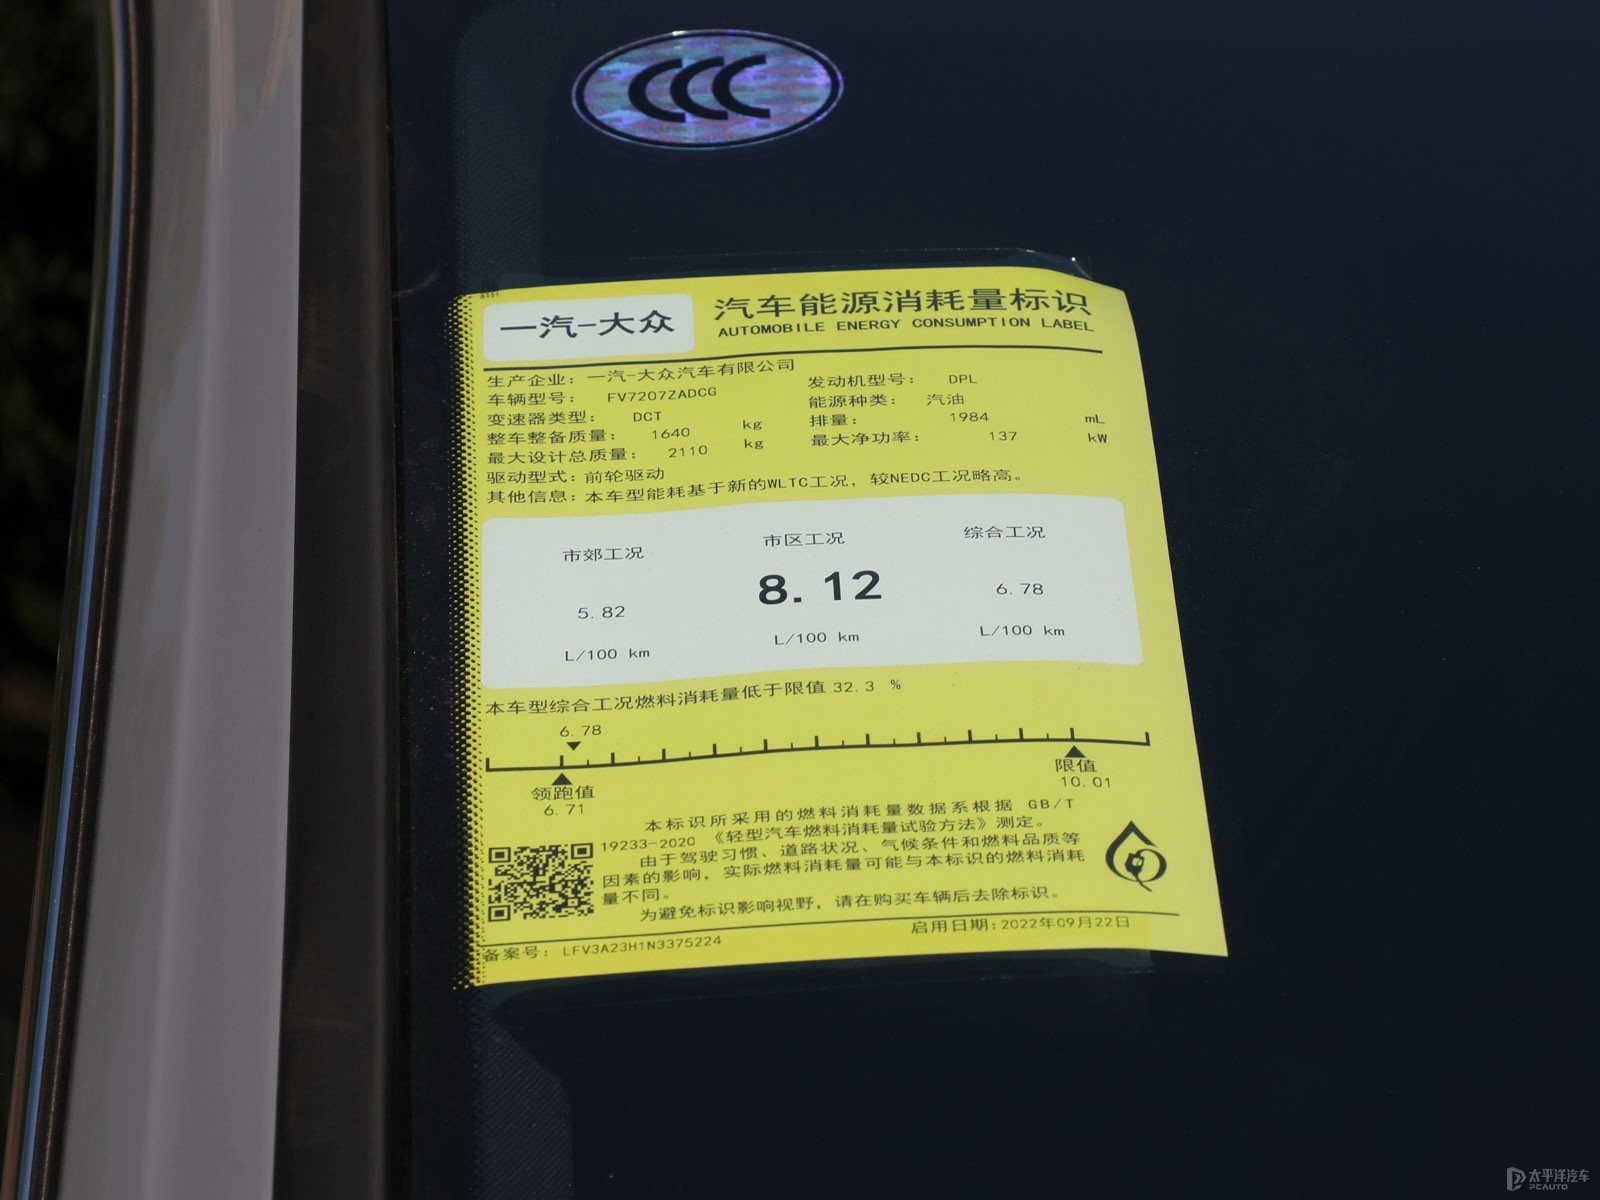 CCC
A551
一汽-大众
汽车能源消耗量标识
AUTOMOBILE ENERGY CONSUMPTION LABEL
生产企业：一汽-大众汽车有限公司
车辆型号： FV7207ZADCG
变速器类型： DCT
整车整备质量： 1640 kg
最大设计总质量： 2110 kg
驱动型式：前轮驱动
其他信息：本车型能耗基于新的WLTC工况，较NEDC工况略高。
发动机型号： DPL
能源种类： 汽油
排量： 1984 mL
最大净功率： 137 kW
市郊工况
5.82
L/100 km
市区工况
8.12
L/100 km
综合工况
6.78
L/100 km
本车型综合工况燃料消耗量低于限值 32.3 %
6.78
领跑值
6.71
限值
10.01
本标识所采用的燃料消耗量数据系根据 GB/T
19233-2020 《轻型汽车燃料消耗量试验方法》测定。
由于驾驶习惯、道路状况、气候条件和燃料品质等
因素的影响，实际燃料消耗量可能与本标识的燃料消耗
量不同。
为避免标识影响视野，请在购买车辆后去除标识。
备案号： LFV3A23H1N3375224
启用日期：2022年09月22日
太平洋汽车
PCAUTO